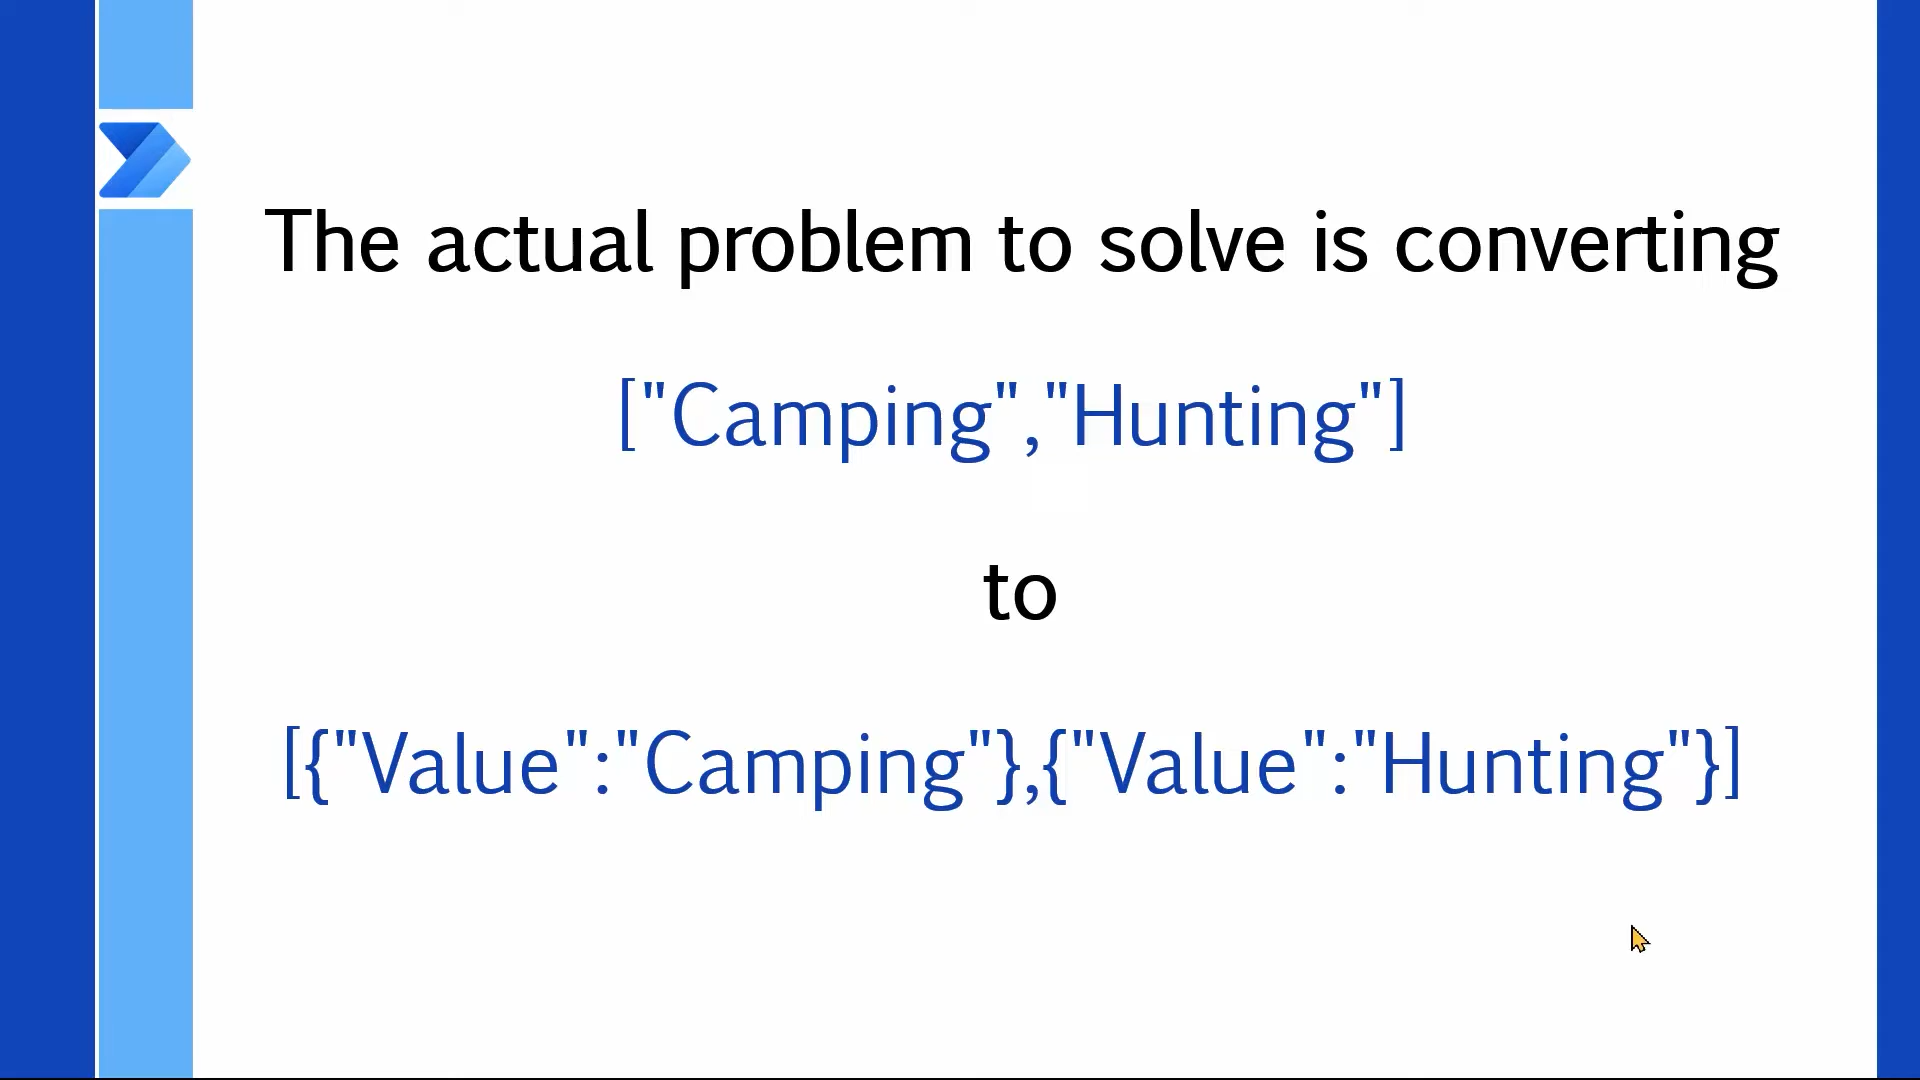 The actual problem to solve is converting
["Camping","Hunting"]
to
[{"Value":"Camping"},{"Value":"Hunting"}]